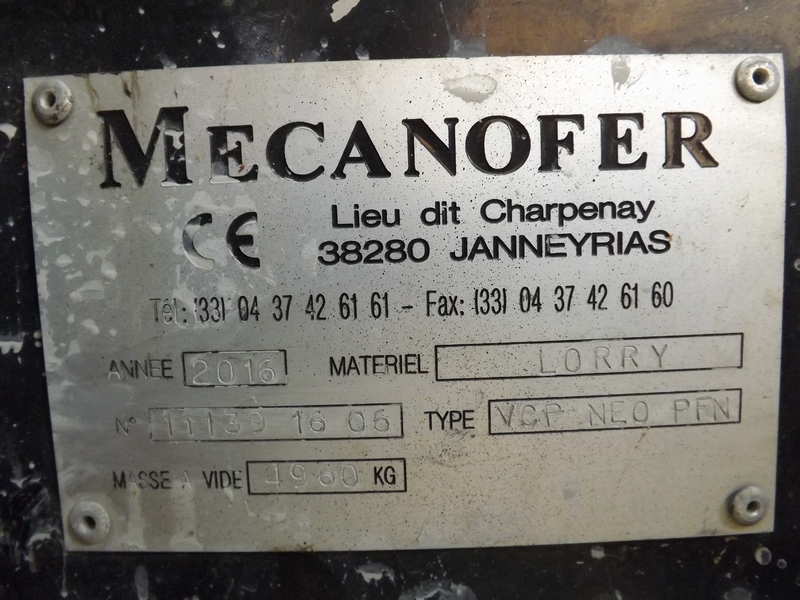 MECANOFER
CE Lieu dit Charpenay
38280 JANNEYRIAS
Tél: (33) 04 37 42 61 61 - Fax: (33) 04 37 42 61 60
ANNEE 2016 MATERIEL LORRY
N° 11139 16 06 TYPE VCP NEO PFN
MASSE A VIDE 4960 KG